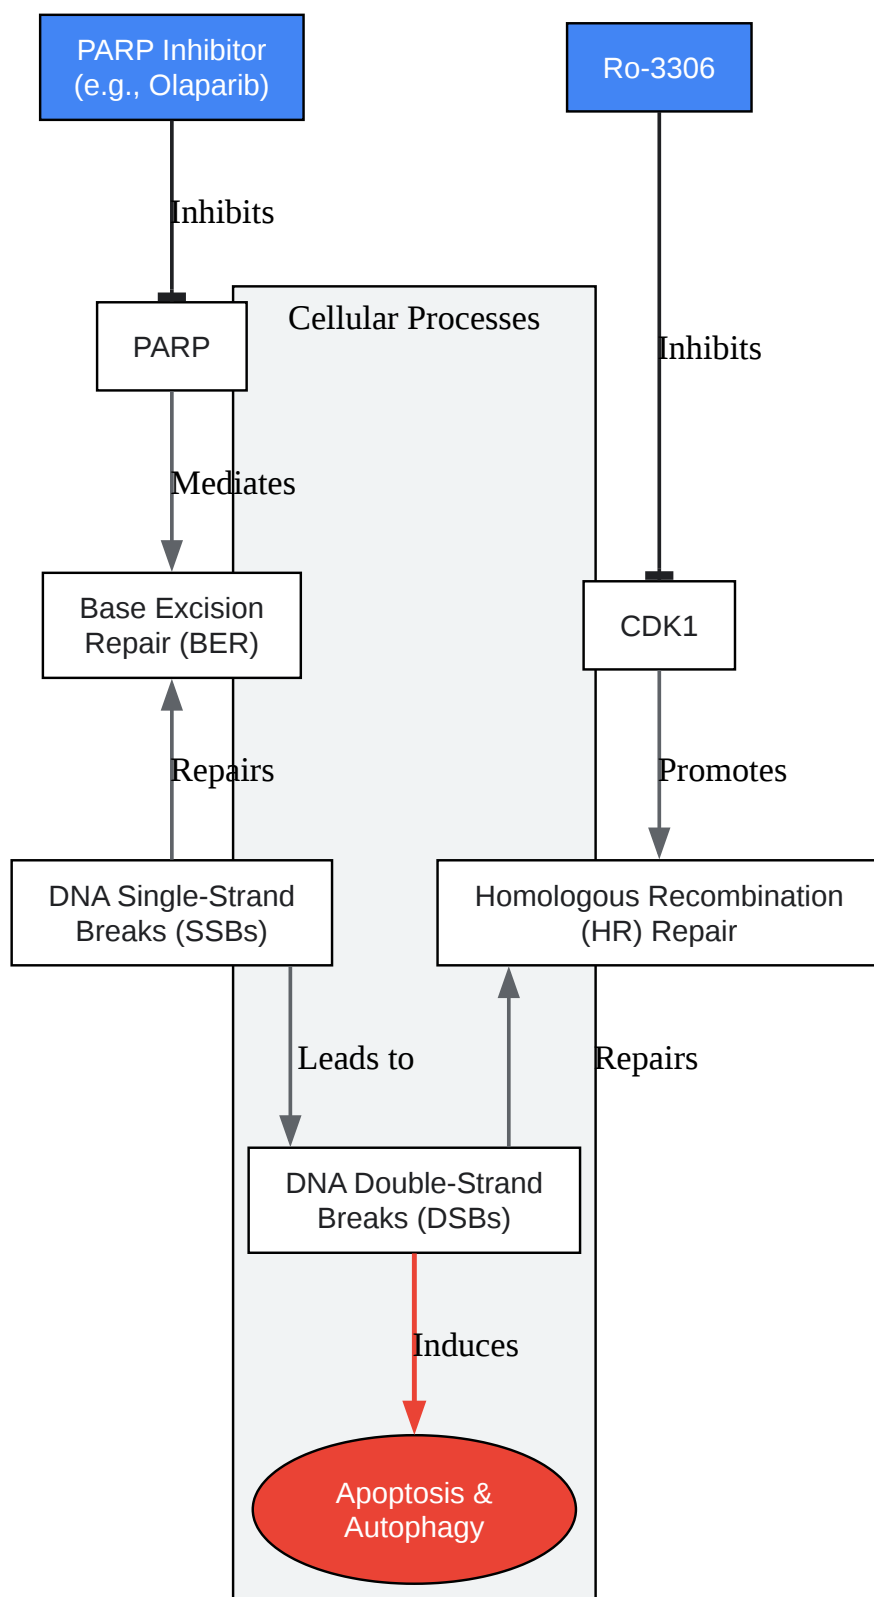 PARP Inhibitor
(e.g., Olaparib)
Ro-3306
Inhibits
Cellular Processes
PARP
Inhibits
Mediates
Base Excision
Repair (BER)
CDK1
Repairs
Promotes
DNA Single-Strand
Breaks (SSBs)
Homologous Recombination
(HR) Repair
Leads to
Repairs
DNA Double-Strand
Breaks (DSBs)
Induces
Apoptosis &
Autophagy